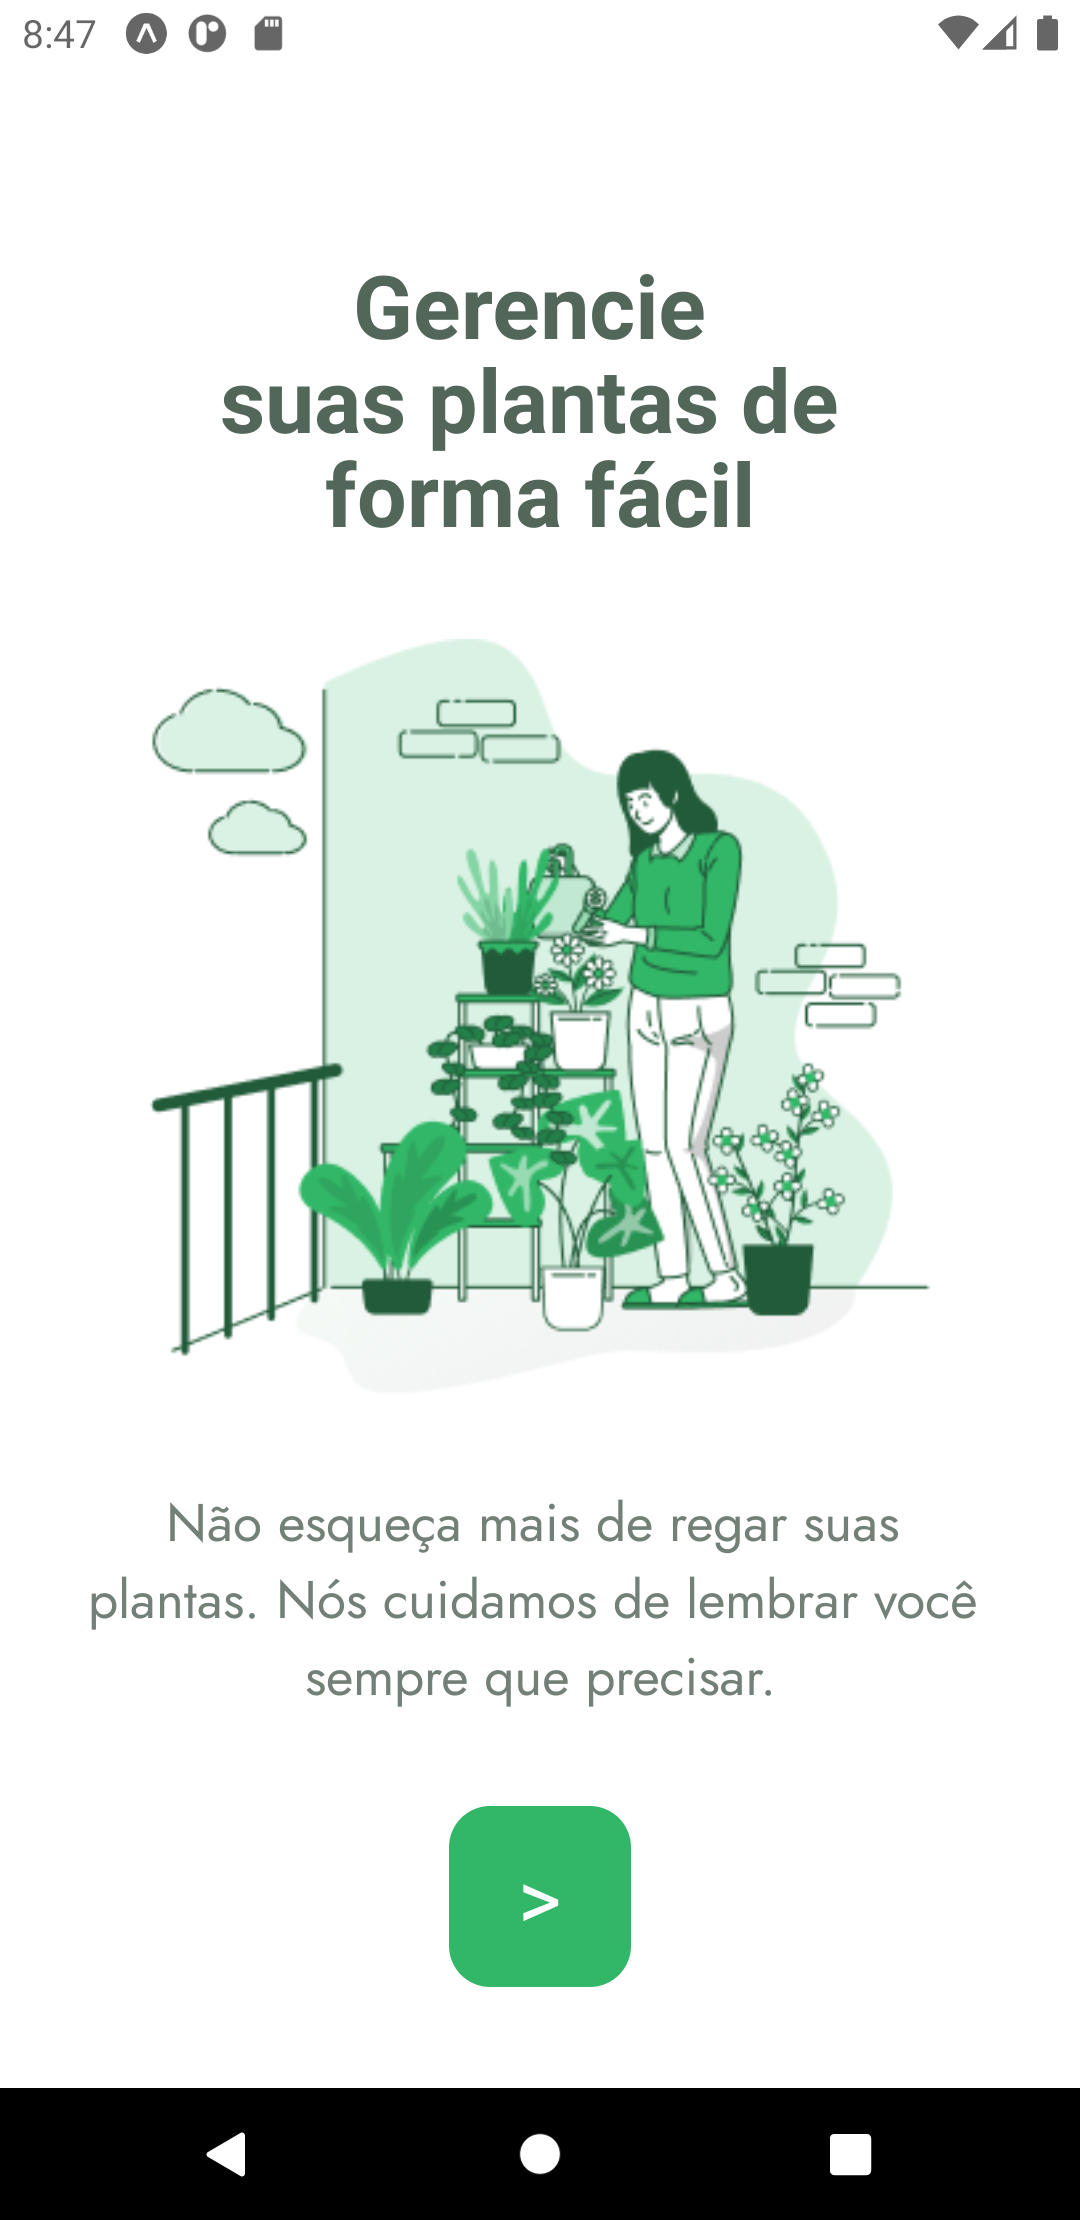 8:47
Gerencie
suas plantas de
forma fácil
Não esqueça mais de regar suas
plantas. Nós cuidamos de lembrar você
sempre que precisar.
>